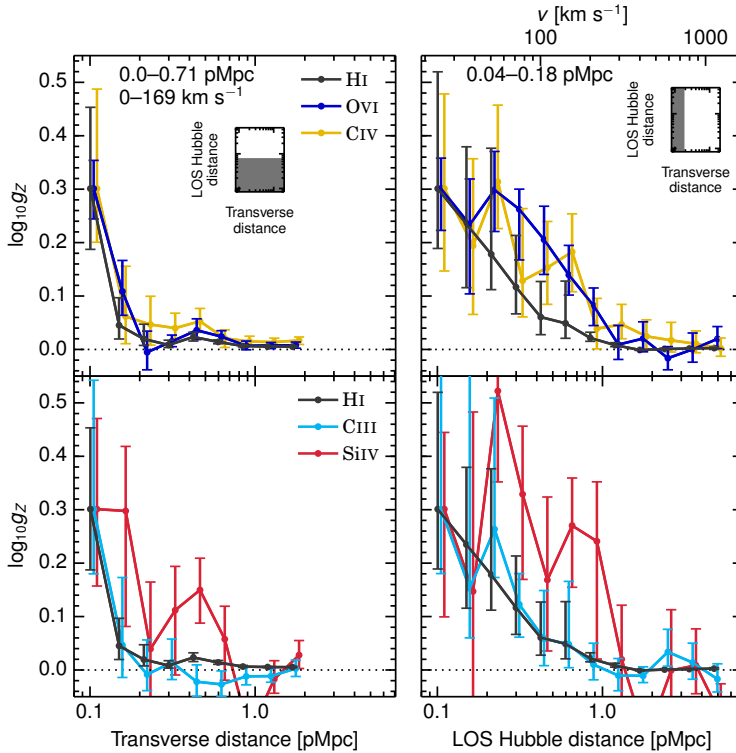 v [km s⁻¹]
100
1000
0.0–0.71 pMpc
0–169 km s⁻¹
HI
OVI
CIV
LOS Hubble
distance
Transverse
distance
0.04–0.18 pMpc
LOS Hubble
distance
Transverse
distance
0.5
0.4
0.3
0.2
0.1
0.0
log₁₀gZ
HI
CIII
SiIV
0.5
0.4
0.3
0.2
0.1
0.0
log₁₀gZ
0.1
1.0
0.1
1.0
Transverse distance [pMpc]
LOS Hubble distance [pMpc]